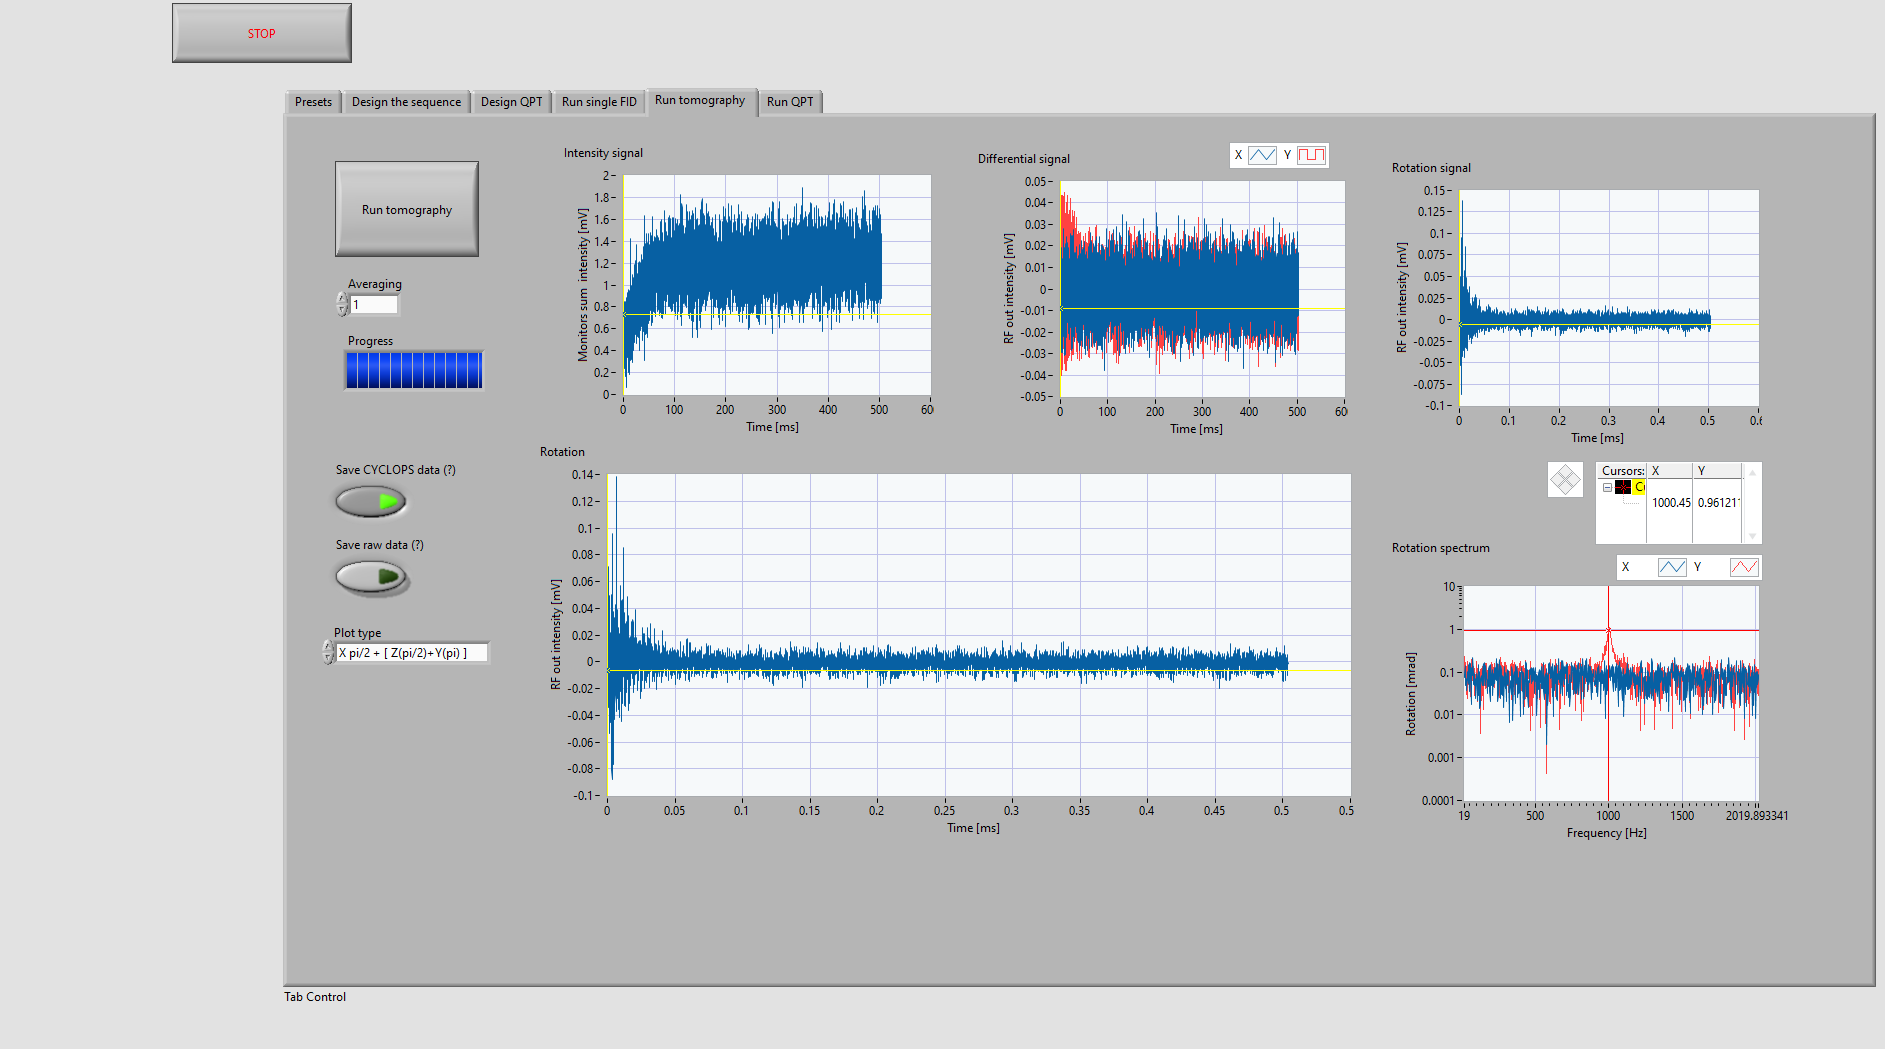 STOP
Presets
Design the sequence
Design QPT
Run single FID
Run tomography
Run QPT
Run tomography
Averaging
1
Progress
Save CYCLOPS data (?)
Save raw data (?)
Plot type
X pi/2 + [ Z(pi/2)+Y(pi) ]
Intensity signal
Monitors sum intensity [mV]
2
1.8
1.6
1.4
1.2
1
0.8
0.6
0.4
0.2
0
0 100 200 300 400 500 60
Time [ms]
Differential signal
X Y
RF out intensity [mV]
0.05
0.04
0.03
0.02
0.01
0
-0.01
-0.02
-0.03
-0.04
-0.05
0 100 200 300 400 500 60
Time [ms]
Rotation signal
RF out intensity [mV]
0.15
0.125
0.1
0.075
0.05
0.025
0
-0.025
-0.05
-0.075
-0.1
0 0.1 0.2 0.3 0.4 0.5 0.6
Time [ms]
Rotation
RF out intensity [mV]
0.14
0.12
0.1
0.08
0.06
0.04
0.02
0
-0.02
-0.04
-0.06
-0.08
-0.1
0 0.05 0.1 0.15 0.2 0.25 0.3 0.35 0.4 0.45 0.5 0.5
Time [ms]
Cursors: X Y
1000.45 0.96121
Rotation spectrum
X Y
Rotation [mrad]
10
1
0.1
0.01
0.001
0.0001
19 500 1000 1500 2019.893341
Frequency [Hz]
Tab Control